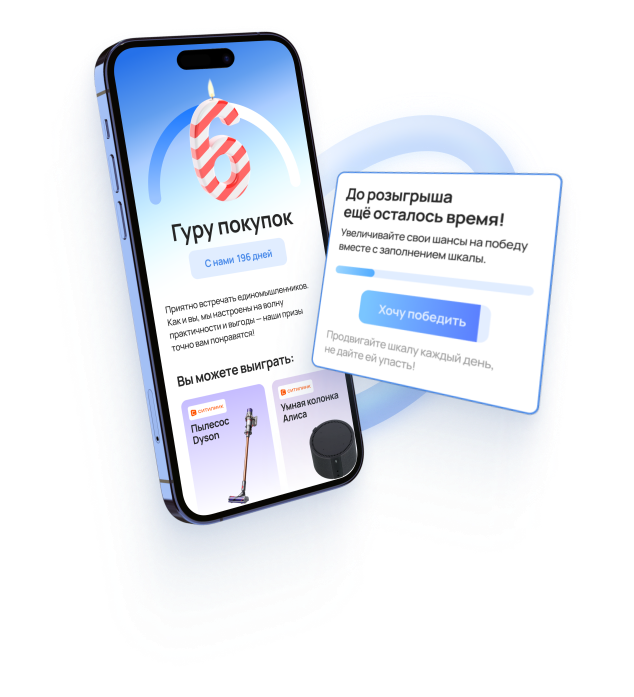 6
Гуру покупок
С нами 196 дней
Приятно встречать единомышленников.
Как и вы, мы настроены на волну
практичности и выгоды — наши призы
точно вам понравятся!
Вы можете выиграть:
СИТИЛИНК
Пылесос
Dyson
СИТИЛИНК
Умная колонка
Алиса
До розыгрыша
ещё осталось время!
Увеличивайте свои шансы на победу
вместе с заполнением шкалы.
Хочу победить
Продвигайте шкалу каждый день,
не дайте ей упасть!